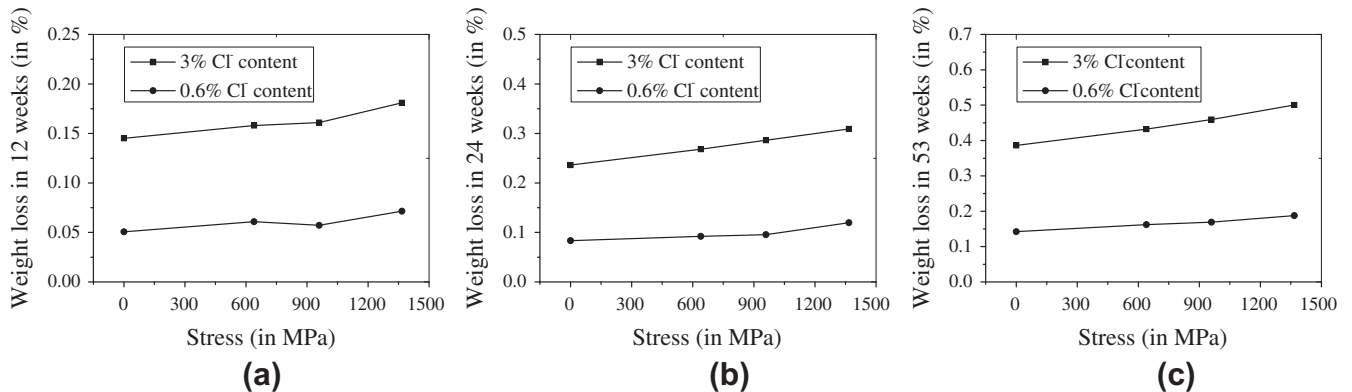 Weight loss in 12 weeks (in %)
0.25
0.20
0.15
0.10
0.05
0.00
3% Cl⁻ content
0.6% Cl⁻ content
0 300 600 900 1200 1500
Stress (in MPa)
(a)
Weight loss in 24 weeks (in %)
0.5
0.4
0.3
0.2
0.1
0.0
3% Cl⁻ content
0.6% Cl⁻ content
0 300 600 900 1200 1500
Stress (in MPa)
(b)
Weight loss in 53 weeks (in %)
0.7
0.6
0.5
0.4
0.3
0.2
0.1
0.0
3% Cl⁻ content
0.6% Cl⁻ content
0 300 600 900 1200 1500
Stress (in MPa)
(c)